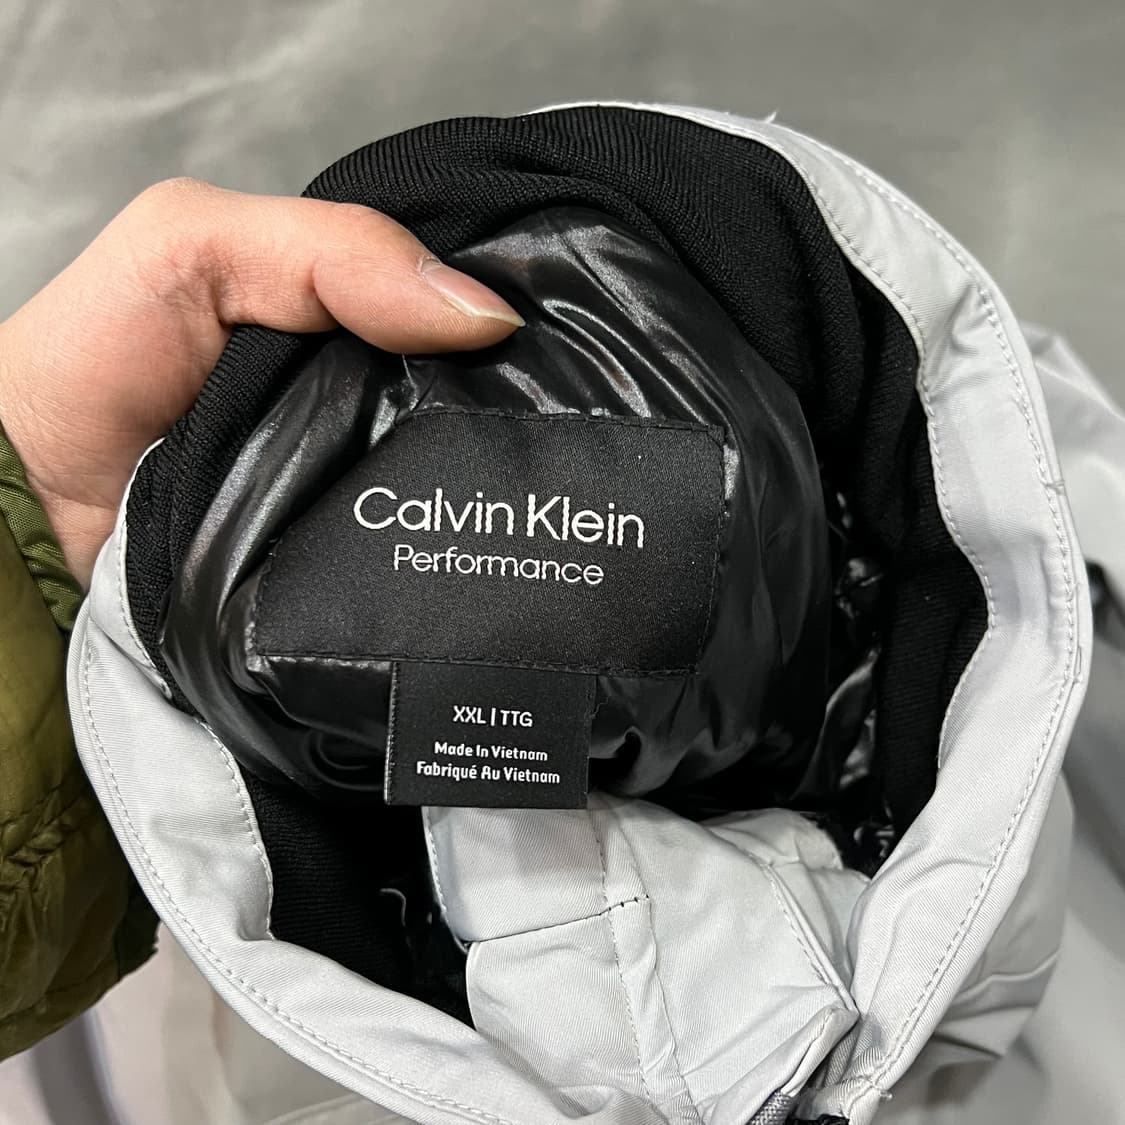 Calvin Klein
Performance
XXL | TTG
Made In Vietnam
Fabriqué Au Vietnam